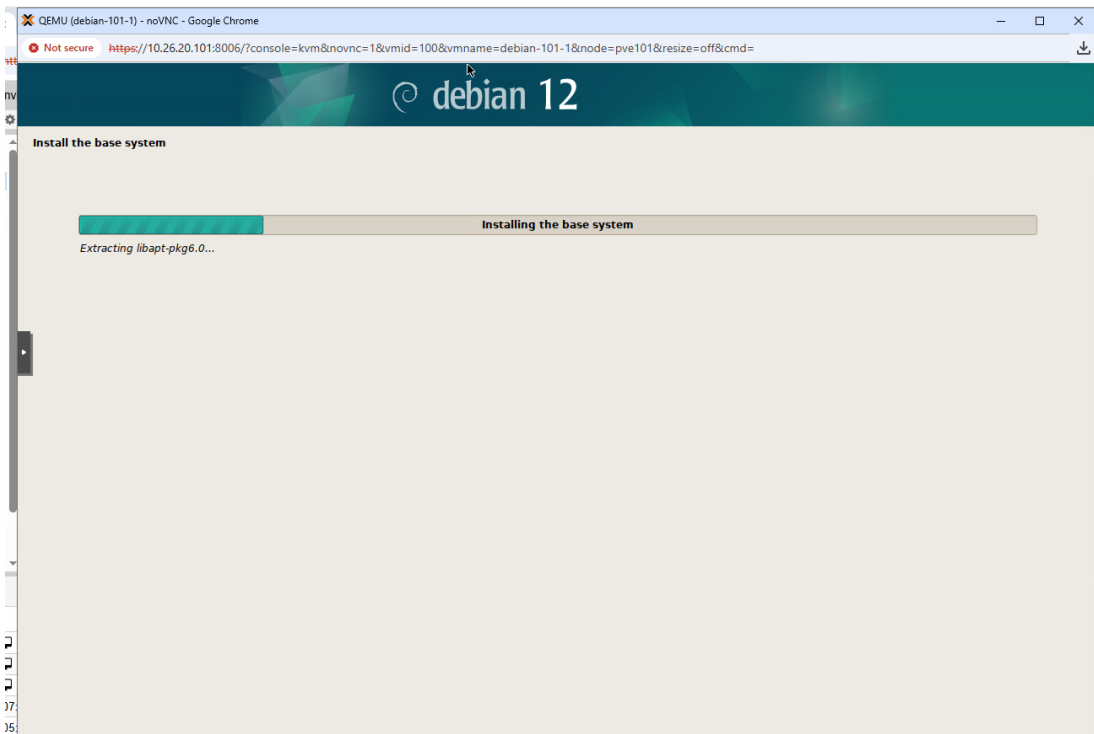 QEMU (debian-101-1) - noVNC - Google Chrome
Not secure https://10.26.20.101:8006/?console=kvm&novnc=1&vmid=100&vmname=debian-101-1&node=pve101&resize=off&cmd=
debian 12
Install the base system
Installing the base system
Extracting libapt-pkg6.0...